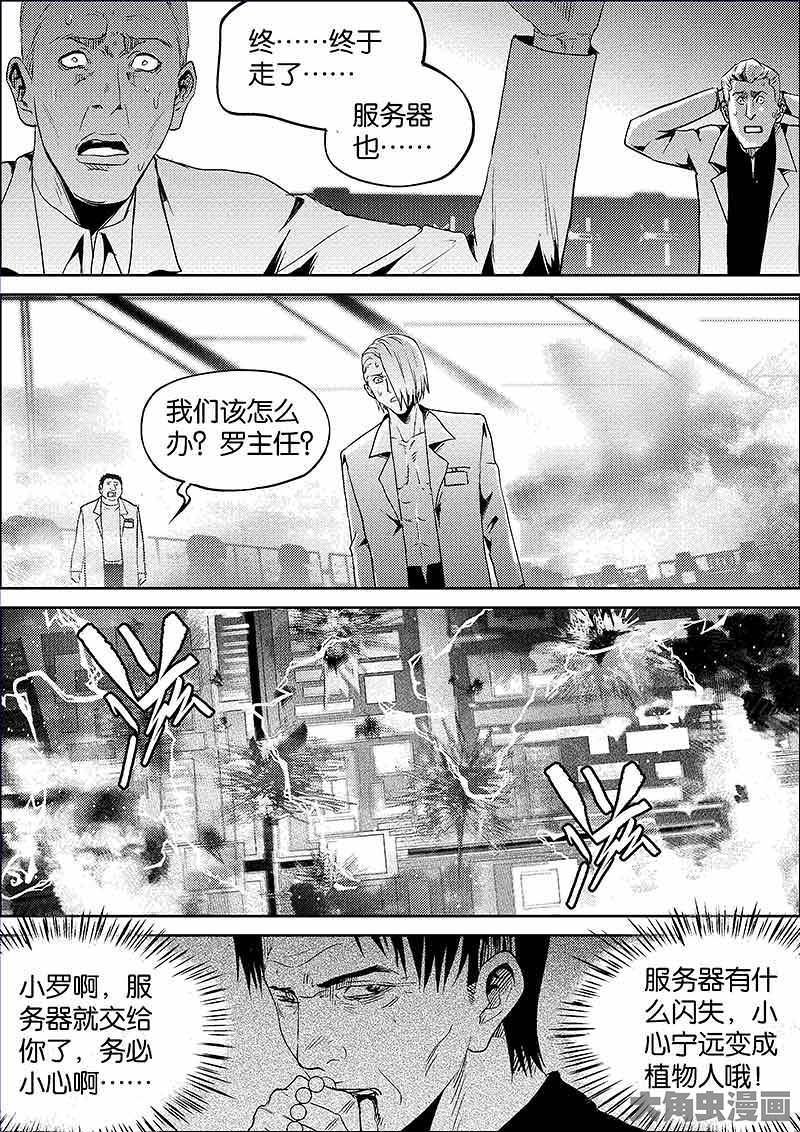 终……终于
走了……
服务器
也……
我们该怎么
办？罗主任？
滋
滋
小罗啊，服
务器就交给
你了，务必
小心啊……
服务器有什
么闪失，小
心宁远变成
植物人哦！
大角虫漫画